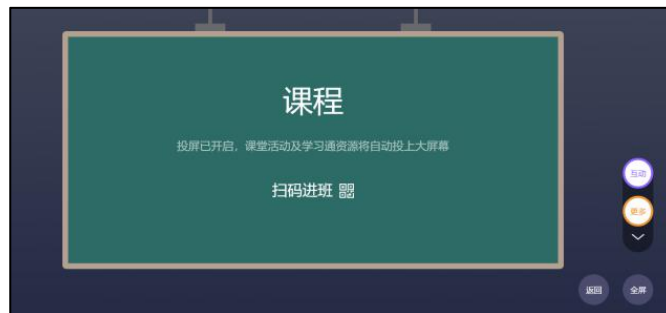 课程
投屏已开启，课堂活动及学习通资源将自动投上大屏幕
扫码进班
互动
更多
返回
全屏